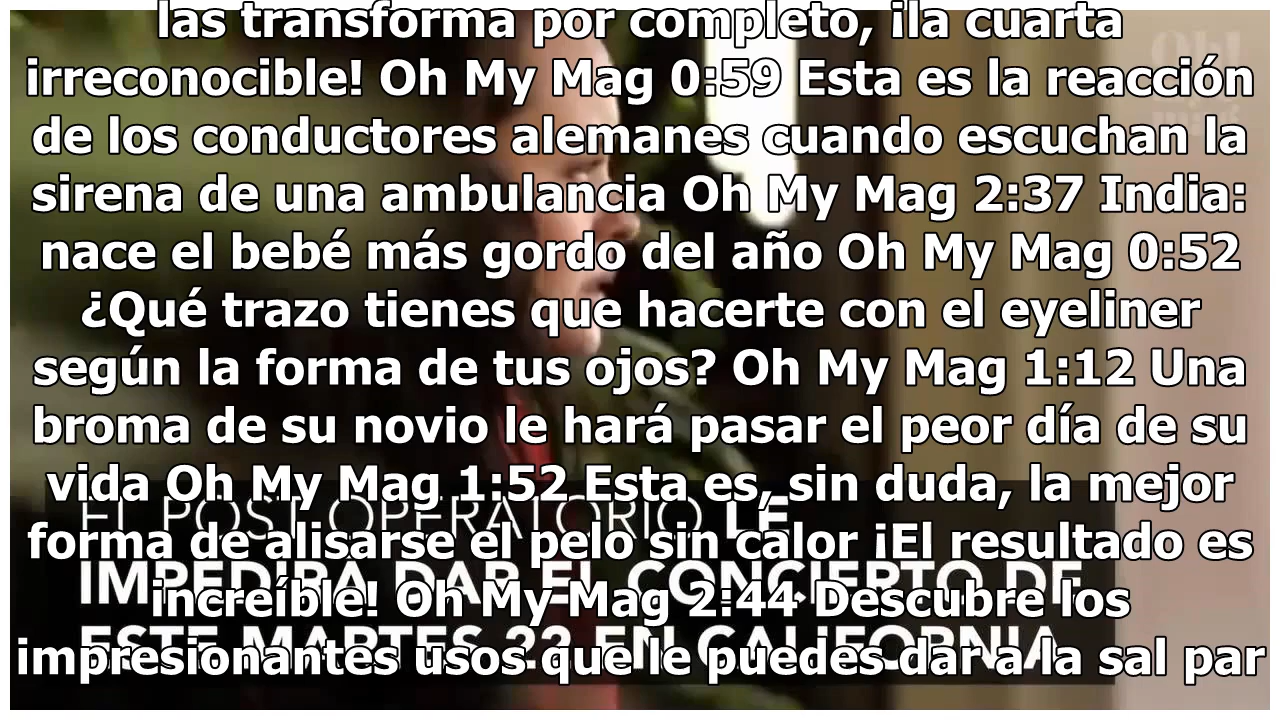 las transforma por completo, ¡la cuarta
irreconocible! Oh My Mag 0:59 Esta es la reacción
de los conductores alemanes cuando escuchan la
sirena de una ambulancia Oh My Mag 2:37 India:
nace el bebé más gordo del año Oh My Mag 0:52
¿Qué trazo tienes que hacerte con el eyeliner
según la forma de tus ojos? Oh My Mag 1:12 Una
broma de su novio le hará pasar el peor día de su
vida Oh My Mag 1:52 Esta es, sin duda, la mejor
EL POST OPERATORIO LE
forma de alisarse el pelo sin calor ¡El resultado es
IMPEDIRÁ DAR EL CONCIERTO DE
increíble! Oh My Mag 2:44 Descubre los
ESTE MARTES 22 EN CALIFORNIA
impresionantes usos que le puedes dar a la sal par